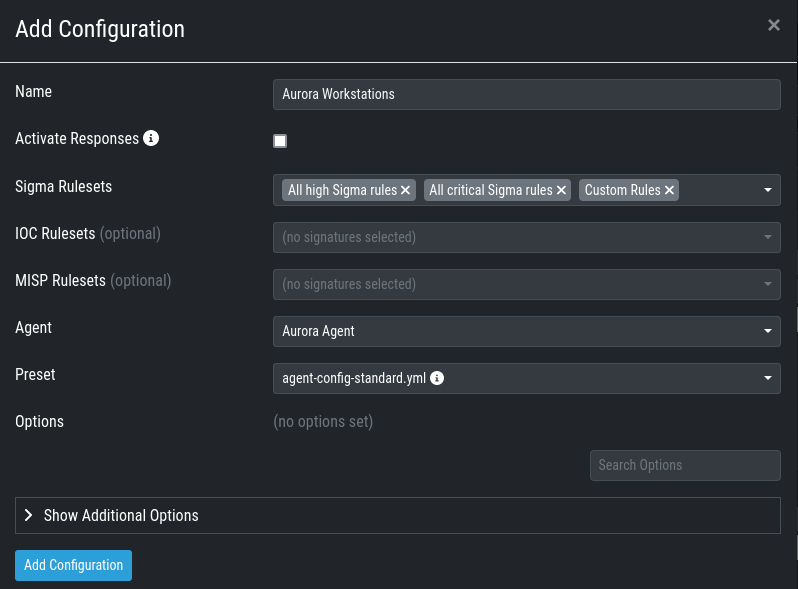 Add Configuration ×
Name Aurora Workstations
Activate Responses
Sigma Rulesets All high Sigma rules × All critical Sigma rules × Custom Rules ×
IOC Rulesets (optional) (no signatures selected)
MISP Rulesets (optional) (no signatures selected)
Agent Aurora Agent
Preset agent-config-standard.yml
Options (no options set)
Search Options
Show Additional Options
Add Configuration